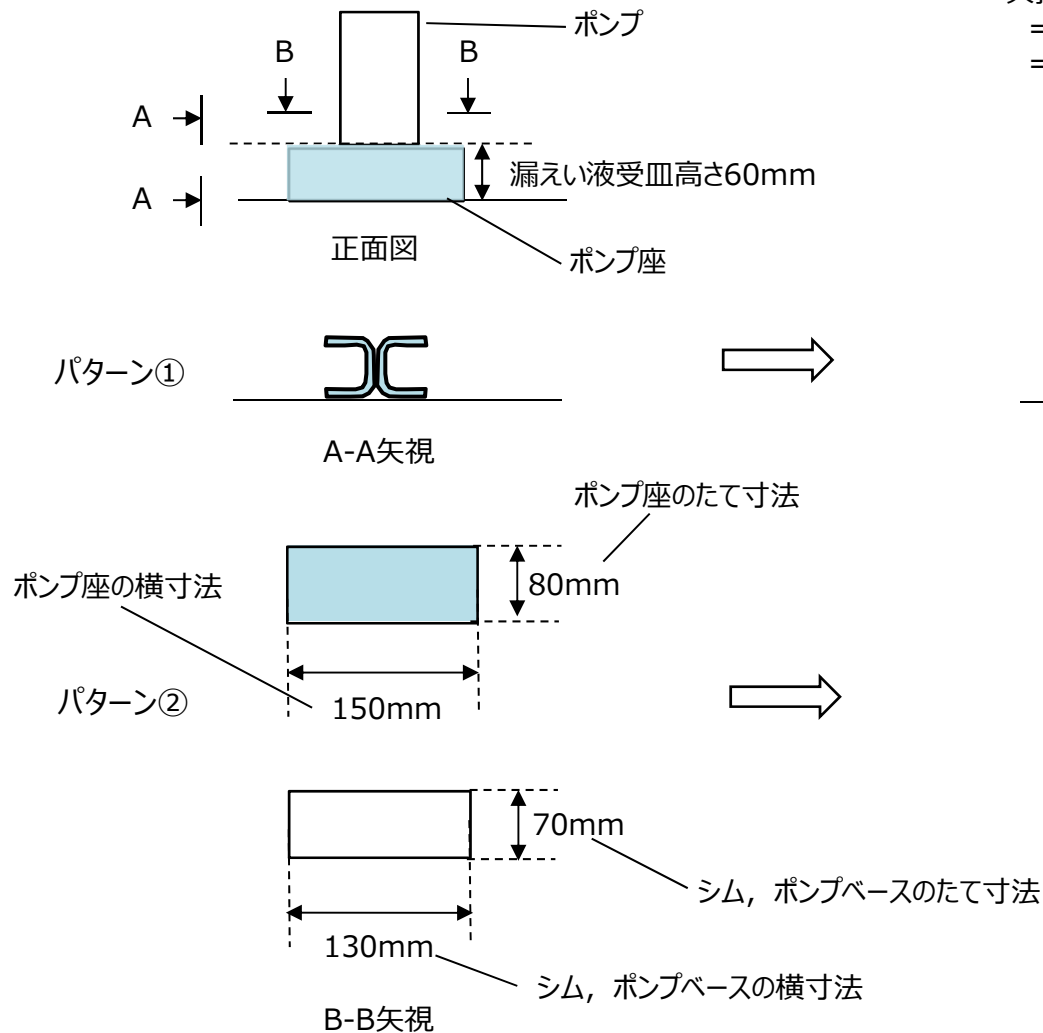 ポンプ
B
B
A
A
漏えい液受皿高さ60mm
正面図
ポンプ座
パターン①
A-A矢視
ポンプ座のたて寸法
ポンプ座の横寸法
80mm
パターン②
150mm
70mm
シム，ポンプベースのたて寸法
130mm
シム，ポンプベースの横寸法
B-B矢視
=
=